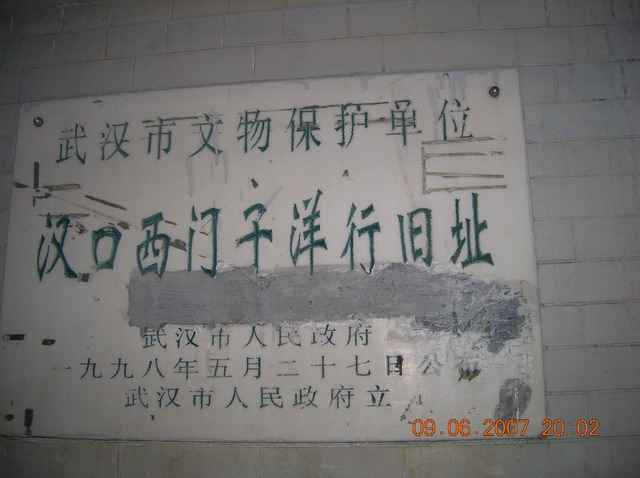 武汉市文物保护单位
汉口西门子洋行旧址
武汉市人民政府
一九九八年五月二十七日公布
武汉市人民政府立
09.06.2007 20:02